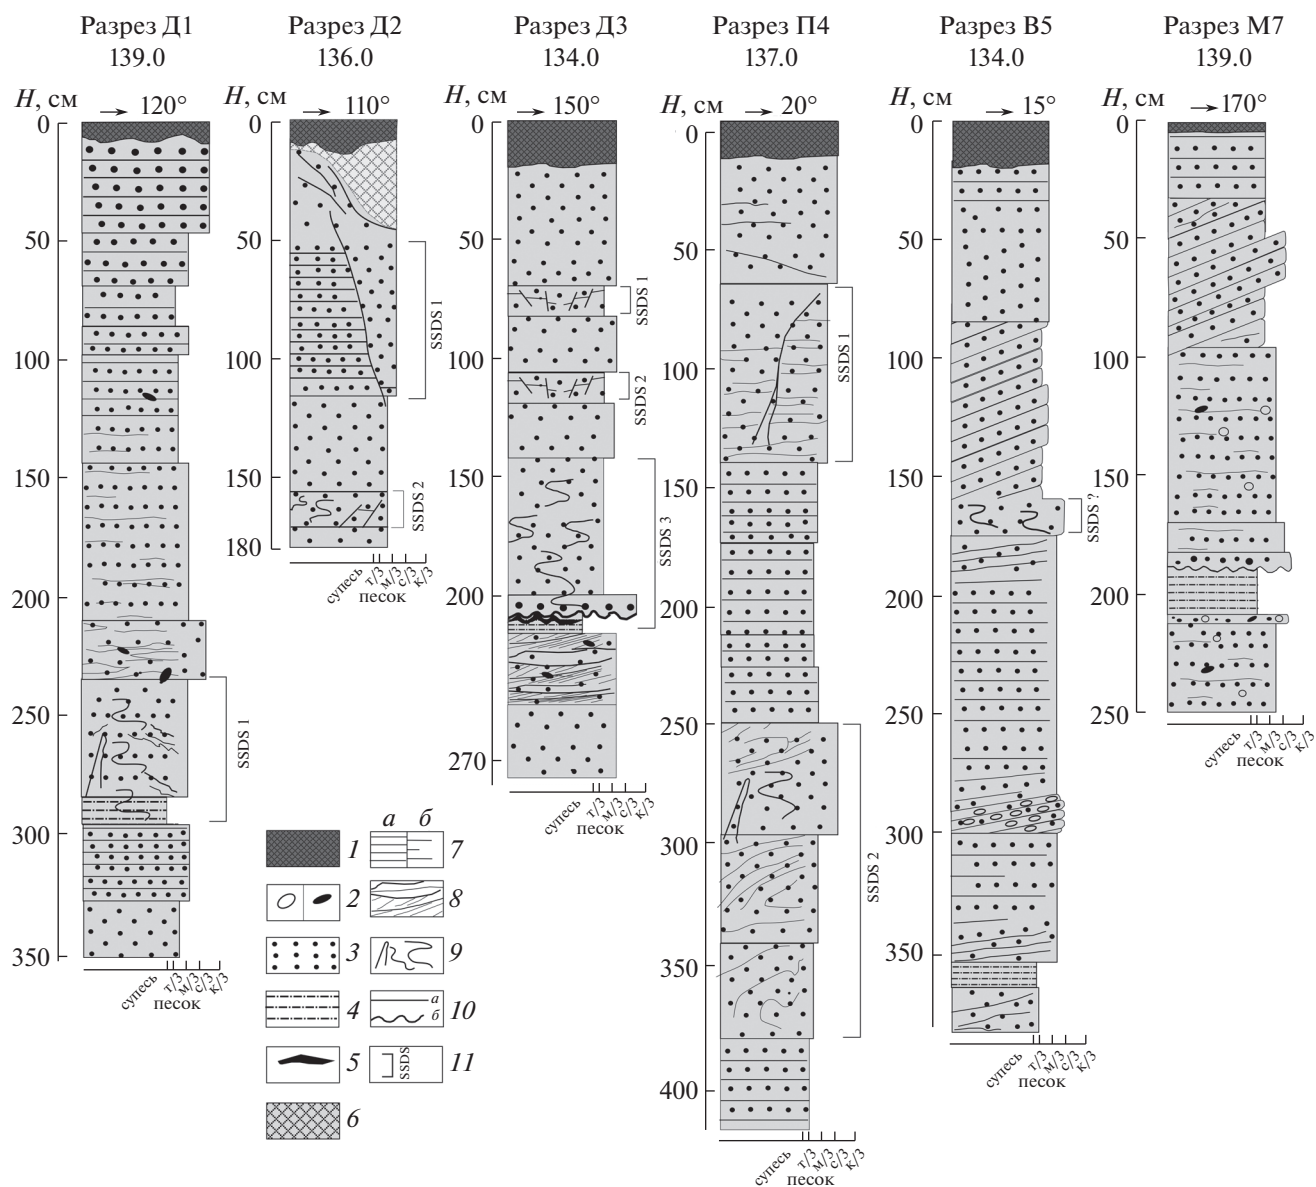 Разрез Д1
139.0
H, см
120°
0
50
100
150
200
250
300
350
SSDS 1
супесь
т/З
м/З
с/З
к/З
песок
Разрез Д2
136.0
H, см
110°
0
50
100
150
180
SSDS 1
SSDS 2
супесь
т/З
м/З
с/З
к/З
песок
Разрез Д3
134.0
H, см
150°
0
50
100
150
200
270
SSDS 1
SSDS 2
SSDS 3
супесь
т/З
м/З
с/З
к/З
песок
Разрез П4
137.0
H, см
20°
0
50
100
150
200
250
300
350
400
SSDS 1
SSDS 2
супесь
т/З
м/З
с/З
к/З
песок
Разрез В5
134.0
H, см
15°
0
50
100
150
200
250
300
350
SSDS ?
супесь
т/З
м/З
с/З
к/З
песок
Разрез М7
139.0
H, см
170°
0
50
100
150
200
250
супесь
т/З
м/З
с/З
к/З
песок
1
2
3
4
5
6
а б
7
8
9
а
б
10
SSDS
11